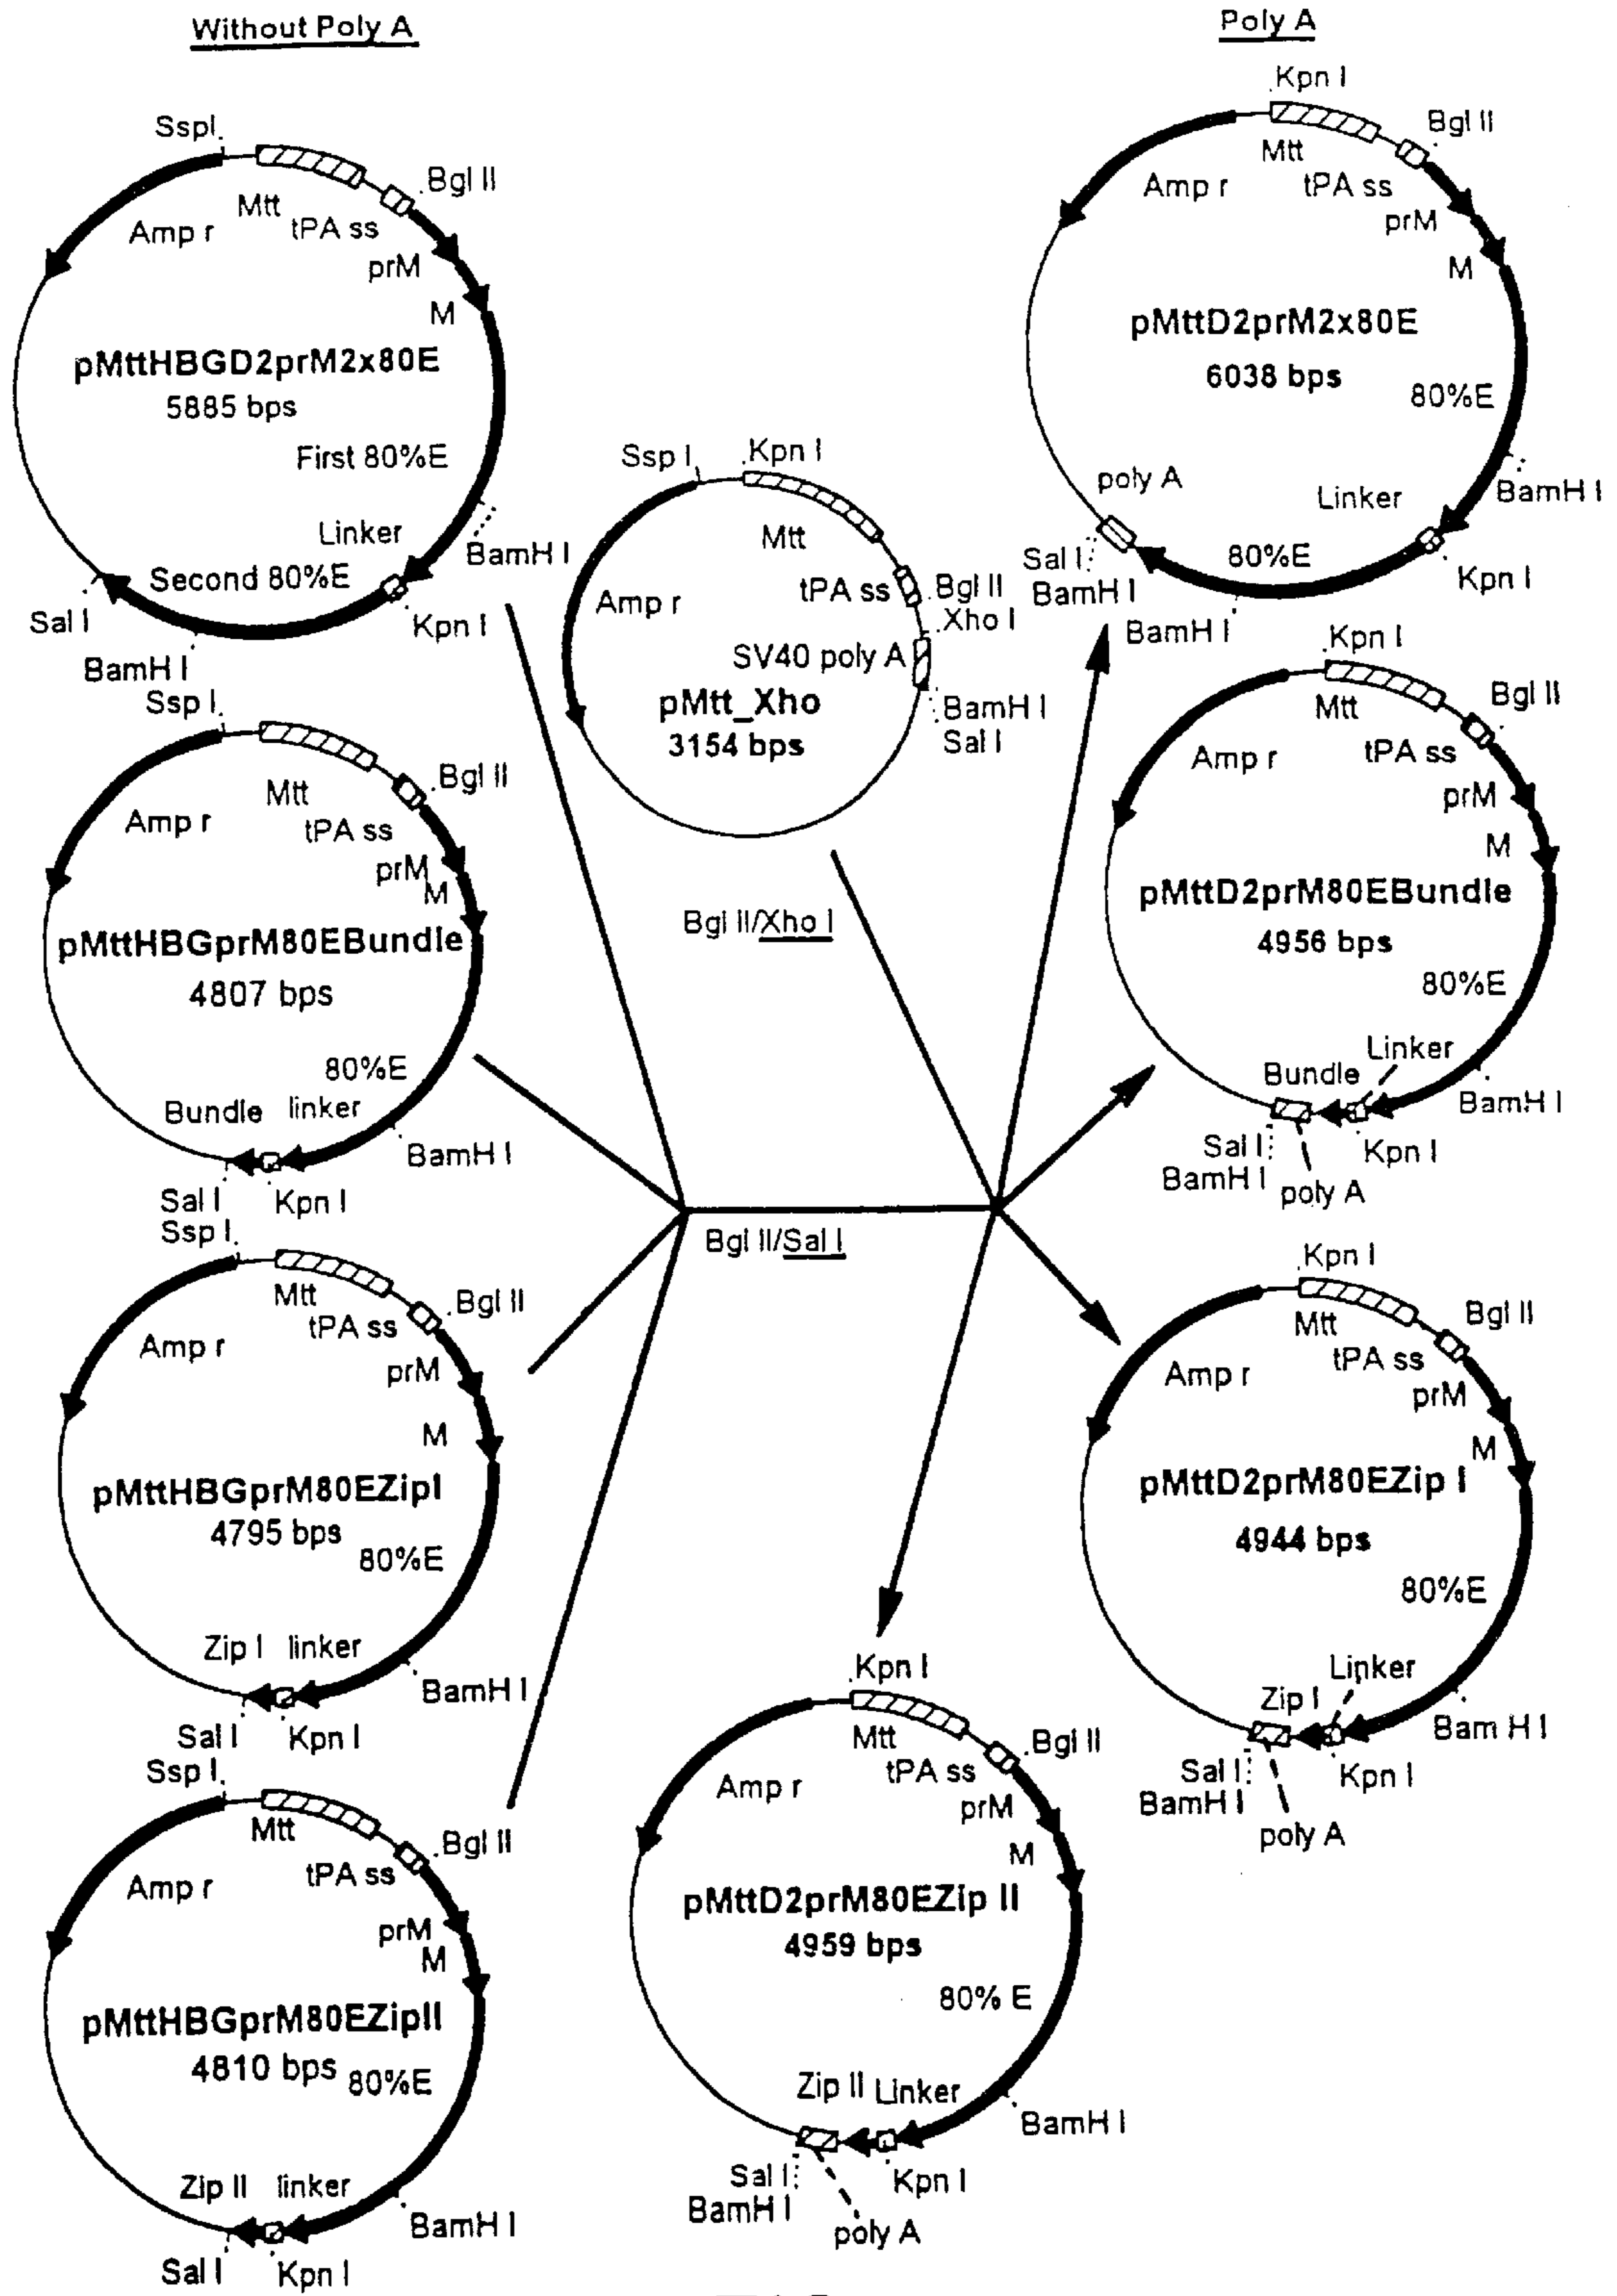 Without Poly A
SspI
Mtt
tPA ss
Bgl II
Amp r
prM
M
pMttHBGD2prM2x80E
5885 bps
First 80%E
Linker
BamH I
Second 80%E
Sal I
Kpn I
BamH I
Ssp I
Mtt
tPA ss
Bgl II
Amp r
prM
M
pMttHBGprM80EBundle
4807 bps
80%E
Bundle linker
BamH I
Sal I
Kpn I
Ssp I
Mtt
tPA ss
Bgl II
Amp r
prM
M
pMttHBGprM80EZipI
4795 bps
80%E
Zip I linker
BamH I
Sal I
Kpn I
Ssp I
Mtt
tPA ss
Bgl II
Amp r
prM
M
pMttHBGprM80EZipII
4810 bps
80%E
Zip II linker
BamH I
Sal I
Kpn I
Ssp I
Kpn I
Mtt
Amp r
tPA ss
Bgl II
Xho I
SV40 poly A
pMtt_Xho
3154 bps
BamH I
Sal I
Bgl II/Xho I
Bgl II/Sal I
Poly A
Kpn I
Bgl II
Mtt
Amp r
tPA ss
prM
M
pMttD2prM2x80E
6038 bps
80%E
poly A
Linker
BamH I
Sal I
80%E
BamH I
Kpn I
BamH I
Kpn I
Bgl II
Mtt
Amp r
tPA ss
prM
M
pMttD2prM80EBundle
4956 bps
80%E
Linker
Bundle
BamH I
Sal I
Kpn I
BamH I
poly A
Kpn I
Bgl II
Mtt
Amp r
tPA ss
prM
M
pMttD2prM80EZip I
4944 bps
80%E
Linker
Zip I
Bam H I
Sal I
Kpn I
BamH I
poly A
Kpn I
Mtt
Bgl II
Amp r
tPA ss
prM
M
pMttD2prM80EZip II
4959 bps
80% E
Zip II Linker
BamH I
Sal I
Kpn I
BamH I
poly A